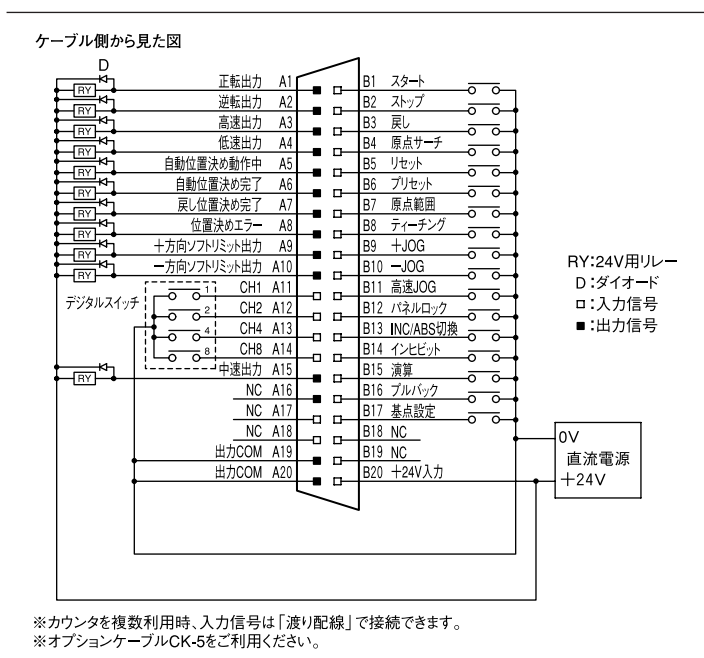 ケーブル側から見た図
D
RY 正転出力 A1 B1 スタート
RY 逆転出力 A2 B2 ストップ
RY 高速出力 A3 B3 戻し
RY 低速出力 A4 B4 原点サーチ
RY 自動位置決め動作中 A5 B5 リセット
RY 自動位置決め完了 A6 B6 プリセット
RY 戻し位置決め完了 A7 B7 原点範囲
RY 位置決めエラー A8 B8 ティーチング
RY +方向ソフトリミット出力 A9 B9 +JOG
RY −方向ソフトリミット出力 A10 B10 −JOG
デジタルスイッチ 1 CH1 A11 B11 高速JOG
2 CH2 A12 B12 パネルロック
4 CH4 A13 B13 INC/ABS切換
8 CH8 A14 B14 インヒビット
RY 中速出力 A15 B15 演算
NC A16 B16 プルバック
NC A17 B17 基点設定
NC A18 B18 NC
出力COM A19 B19 NC
出力COM A20 B20 +24V入力
RY:24V用リレー
D:ダイオード
□:入力信号
■:出力信号
0V
直流電源
+24V
※カウンタを複数利用時、入力信号は「渡り配線」で接続できます。
※オプションケーブルCK-5をご利用ください。